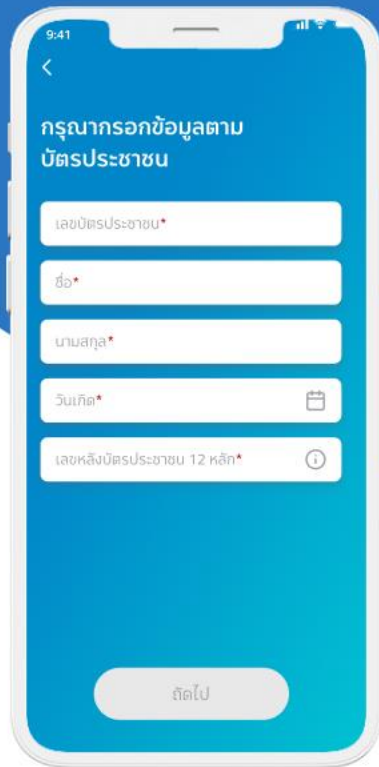 9:41
กรุณากรอกข้อมูลตาม
บัตรประชาชน
เลขบัตรประชาชน*
ชื่อ*
นามสกุล*
วันเกิด*
เลขหลังบัตรประชาชน 12 หลัก*
ถัดไป